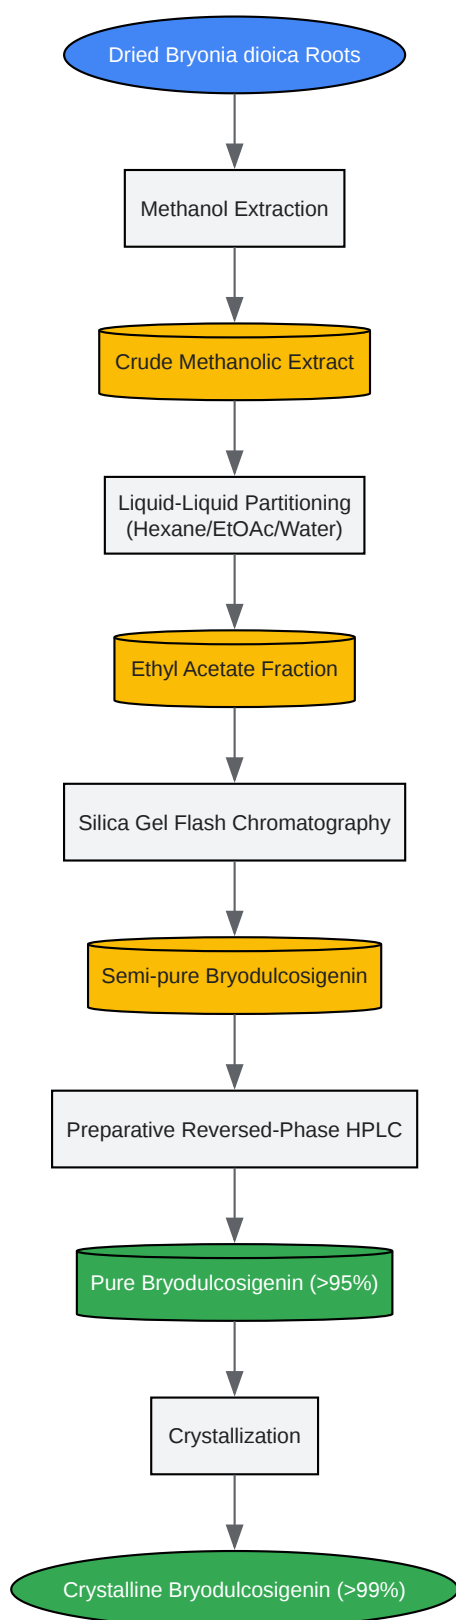 Dried Bryonia dioica Roots
Methanol Extraction
Crude Methanolic Extract
Liquid-Liquid Partitioning
(Hexane/EtOAc/Water)
Ethyl Acetate Fraction
Silica Gel Flash Chromatography
Semi-pure Bryodulcosigenin
Preparative Reversed-Phase HPLC
Pure Bryodulcosigenin (>95%)
Crystallization
Crystalline Bryodulcosigenin (>99%)